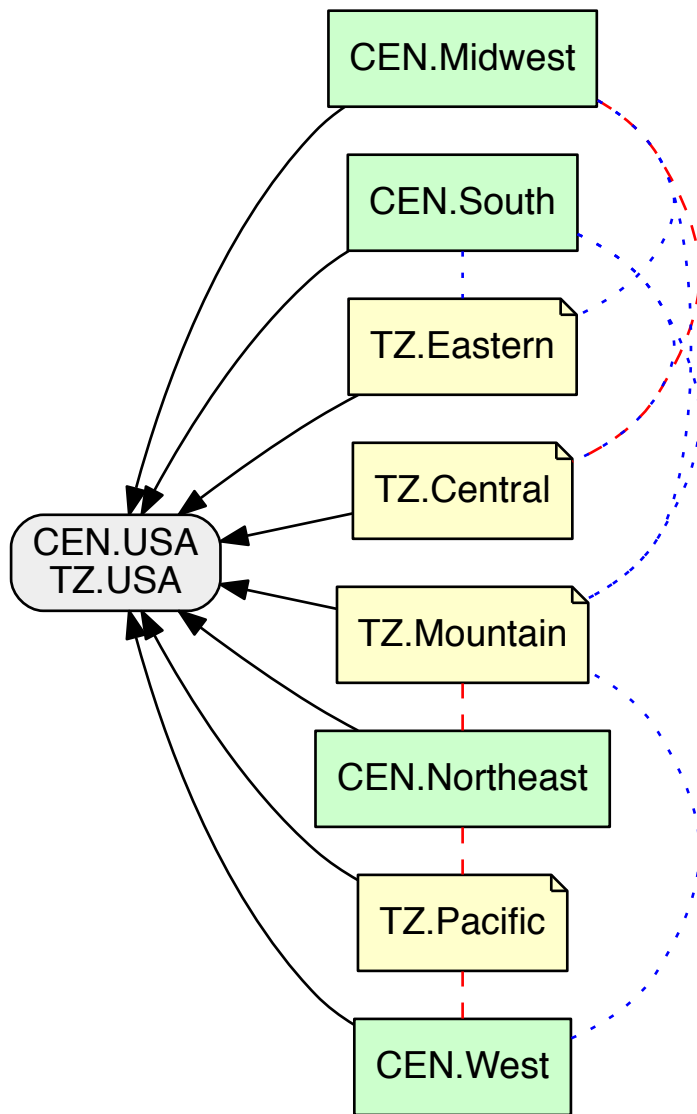 CEN.Midwest
CEN.South
TZ.Eastern
TZ.Central
CEN.USA
TZ.USA
TZ.Mountain
CEN.Northeast
TZ.Pacific
CEN.West